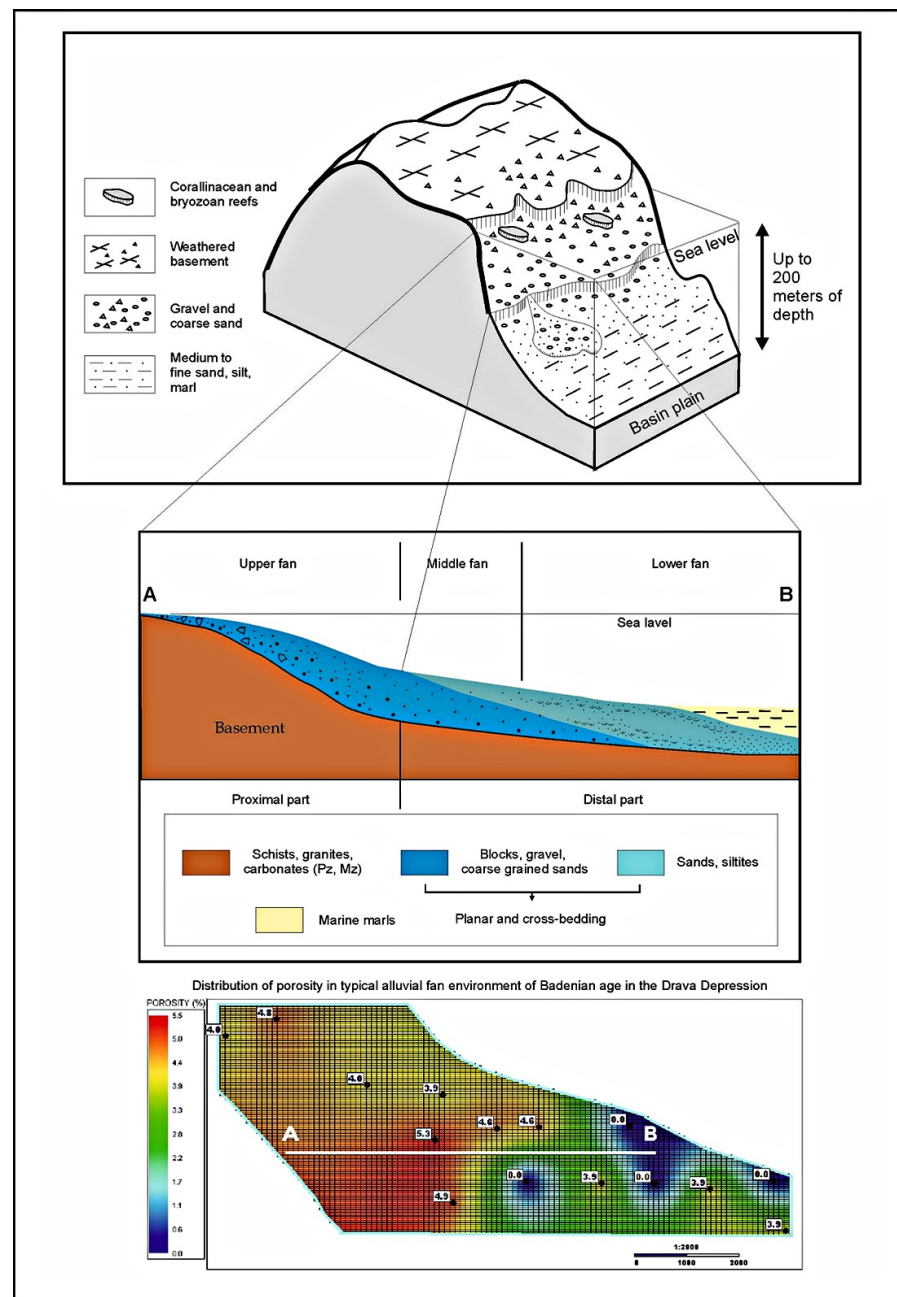 Corallinacean and
bryozoan reefs
Weathered
basement
Gravel and
coarse sand
Medium to
fine sand, silt,
marl
Sea level
Up to
200
meters of
depth
Basin plain
Upper fan
Middle fan
Lower fan
A
B
Sea lavel
Basement
Proximal part
Distal part
Schists, granites,
carbonates (Pz, Mz)
Blocks, gravel,
coarse grained sands
Sands, siltites
Marine marls
Planar and cross-bedding
Distribution of porosity in typical alluvial fan environment of Badenian age in the Drava Depression
POROSITY (%)
5.5
5.0
4.4
3.9
3.3
2.8
2.2
1.7
1.1
0.6
0.0
4.0
4.8
4.0
3.9
4.6
4.6
0.0
5.3
A
B
0.0
3.9
0.0
3.9
0.0
4.9
3.9
1:2000
0 1000 2000